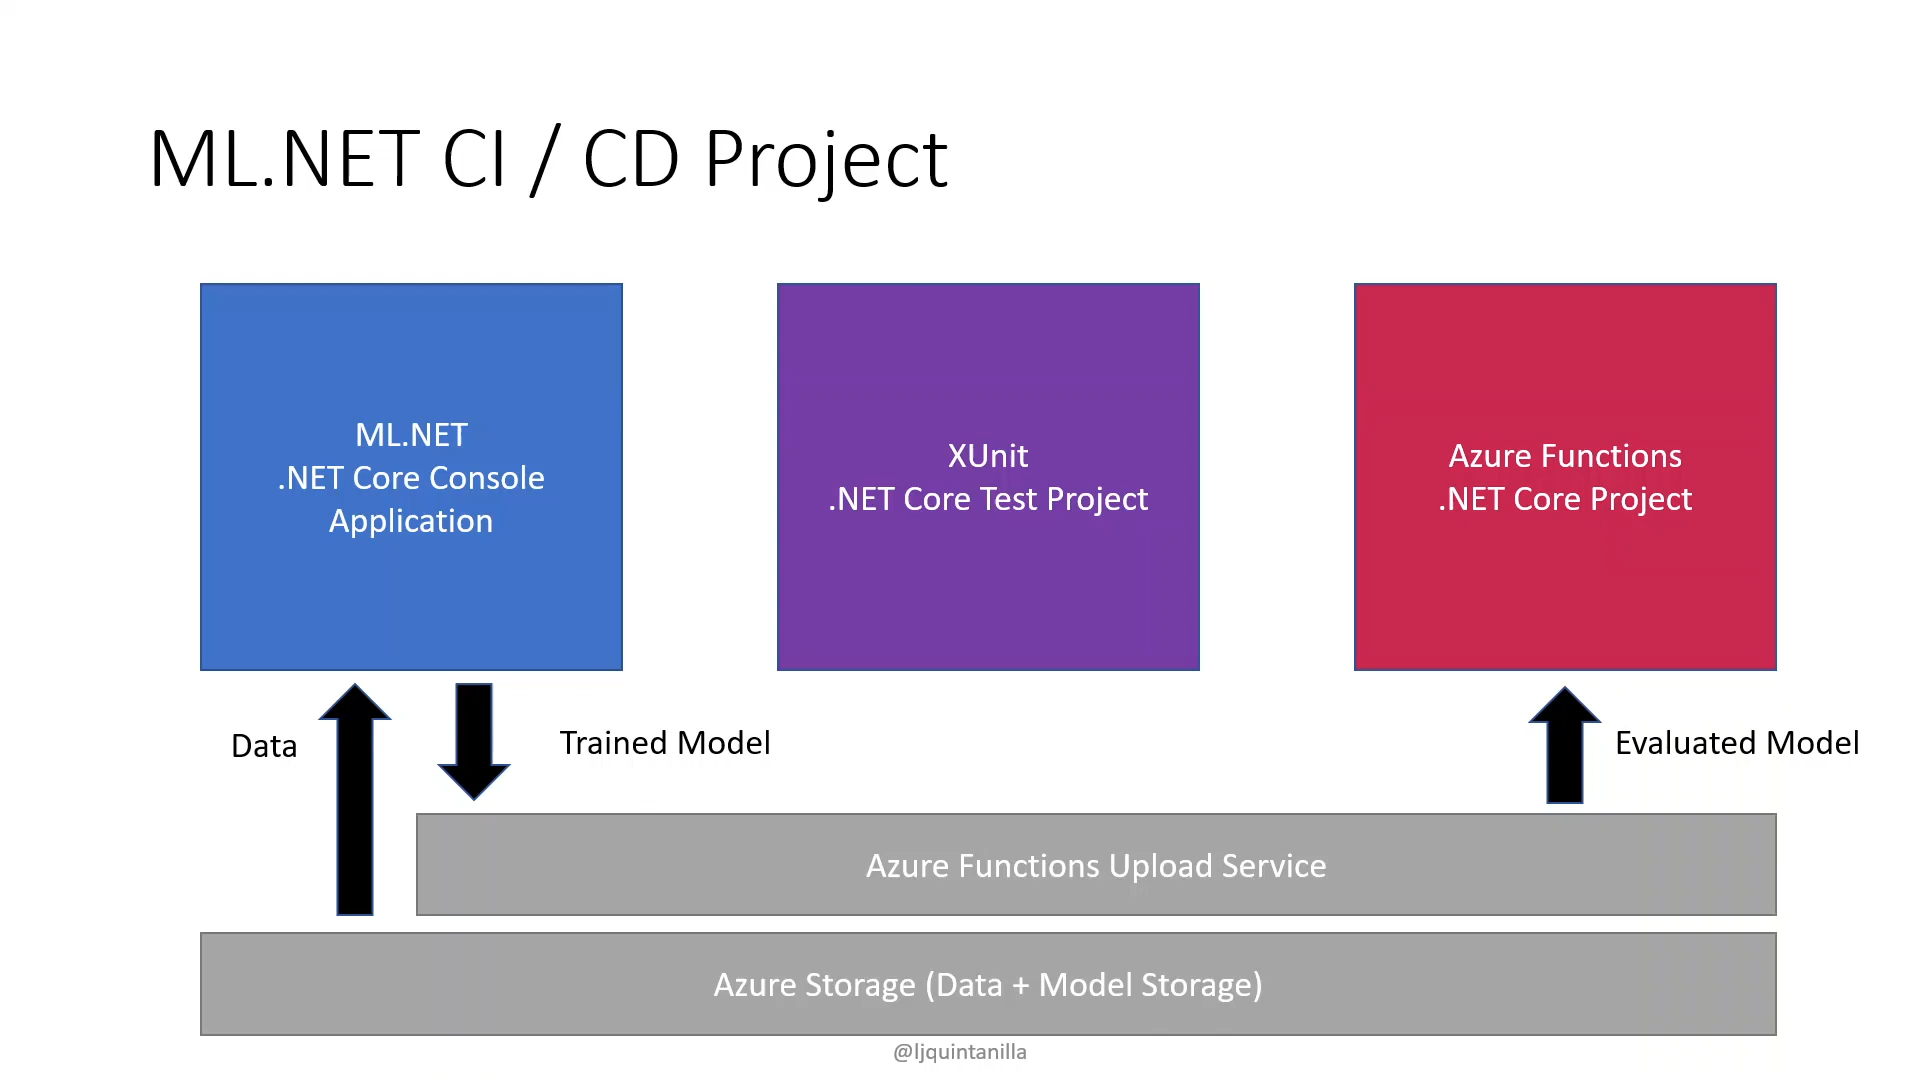 ML.NET CI / CD Project
ML.NET
.NET Core Console
Application
XUnit
.NET Core Test Project
Azure Functions
.NET Core Project
Data
Trained Model
Evaluated Model
Azure Functions Upload Service
Azure Storage (Data + Model Storage)
@ljquintanilla